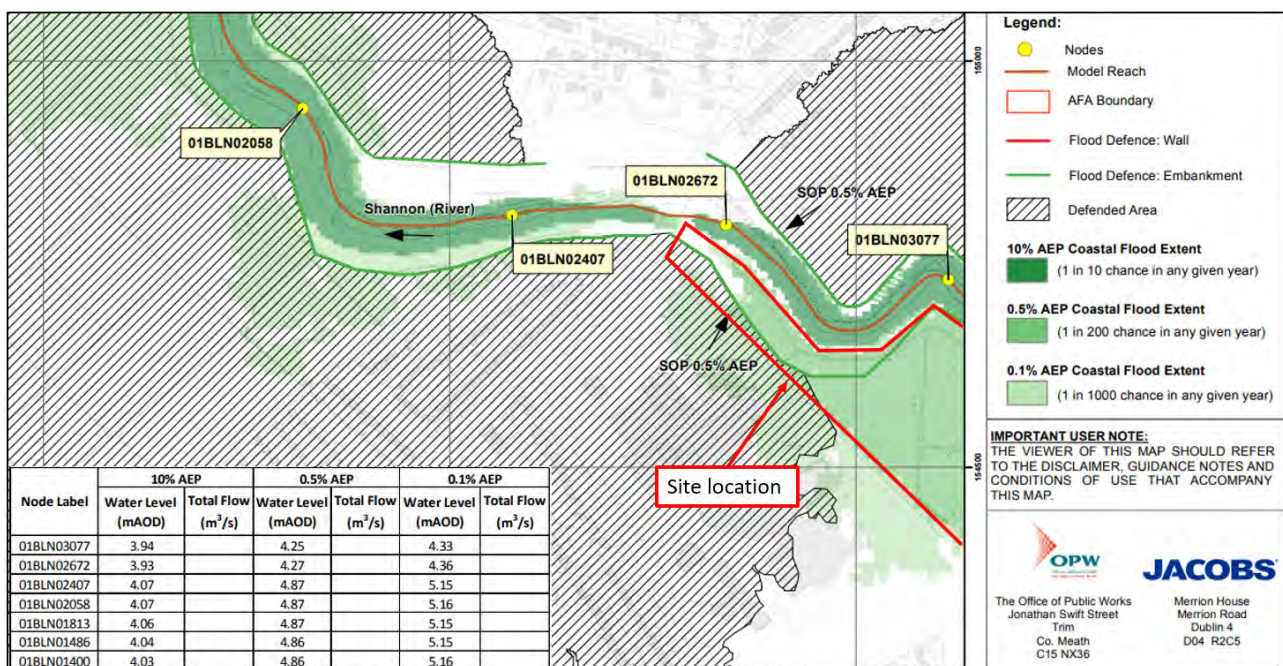 01BLN02058
Shannon (River)
01BLN02407
01BLN02672
SOP 0.5% AEP
01BLN03077
SOP 0.5% AEP
Site location
155000
154500
10% AEP 0.5% AEP 0.1% AEP
Node Label Water Level (mAOD) Total Flow (m³/s) Water Level (mAOD) Total Flow (m³/s) Water Level (mAOD) Total Flow (m³/s)
01BLN03077 3.94 4.25 4.33
01BLN02672 3.93 4.27 4.36
01BLN02407 4.07 4.87 5.15
01BLN02058 4.07 4.87 5.16
01BLN01813 4.06 4.87 5.15
01BLN01486 4.04 4.86 5.15
01BLN01400 4.03 4.86 5.16
Legend:
Nodes
Model Reach
AFA Boundary
Flood Defence: Wall
Flood Defence: Embankment
Defended Area
10% AEP Coastal Flood Extent
(1 in 10 chance in any given year)
0.5% AEP Coastal Flood Extent
(1 in 200 chance in any given year)
0.1% AEP Coastal Flood Extent
(1 in 1000 chance in any given year)
IMPORTANT USER NOTE:
THE VIEWER OF THIS MAP SHOULD REFER
TO THE DISCLAIMER, GUIDANCE NOTES AND
CONDITIONS OF USE THAT ACCOMPANY
THIS MAP.
OPW
JACOBS
The Office of Public Works
Jonathan Swift Street
Trim
Co. Meath
C15 NX36
Merrion House
Merrion Road
Dublin 4
D04 R2C5